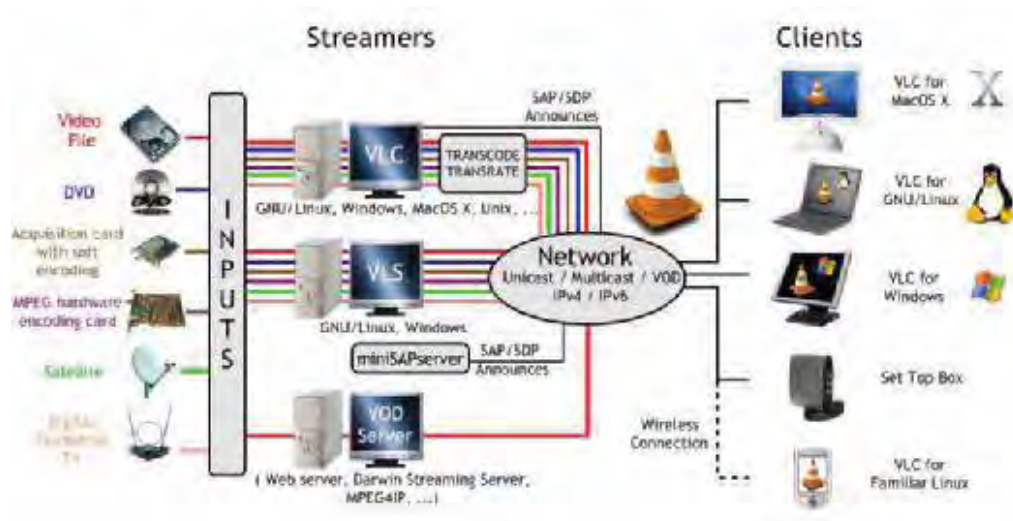 Streamers
Clients
Video
File
DVD
Acquisition card
with soft
encoding
MPEG hardware
encoding card
Satellite
TV
INPUTS
VLC
TRANSCODE
TRANSRATE
SAP/SDP
Announces
GNU/Linux, Windows, MacOS X, Unix, ...
VLS
GNU/Linux, Windows
miniSAPserver
SAP/SDP
Announces
VOD
Server
( Web server, Darwin Streaming Server,
MPEG4IP, ...)
Network
Unicast / Multicast / VOD
IPv4 / IPv6
Wireless
Connection
VLC for
MacOS X
X
VLC for
GNU/Linux
VLC for
Windows
Set Top Box
VLC for
Familiar Linux